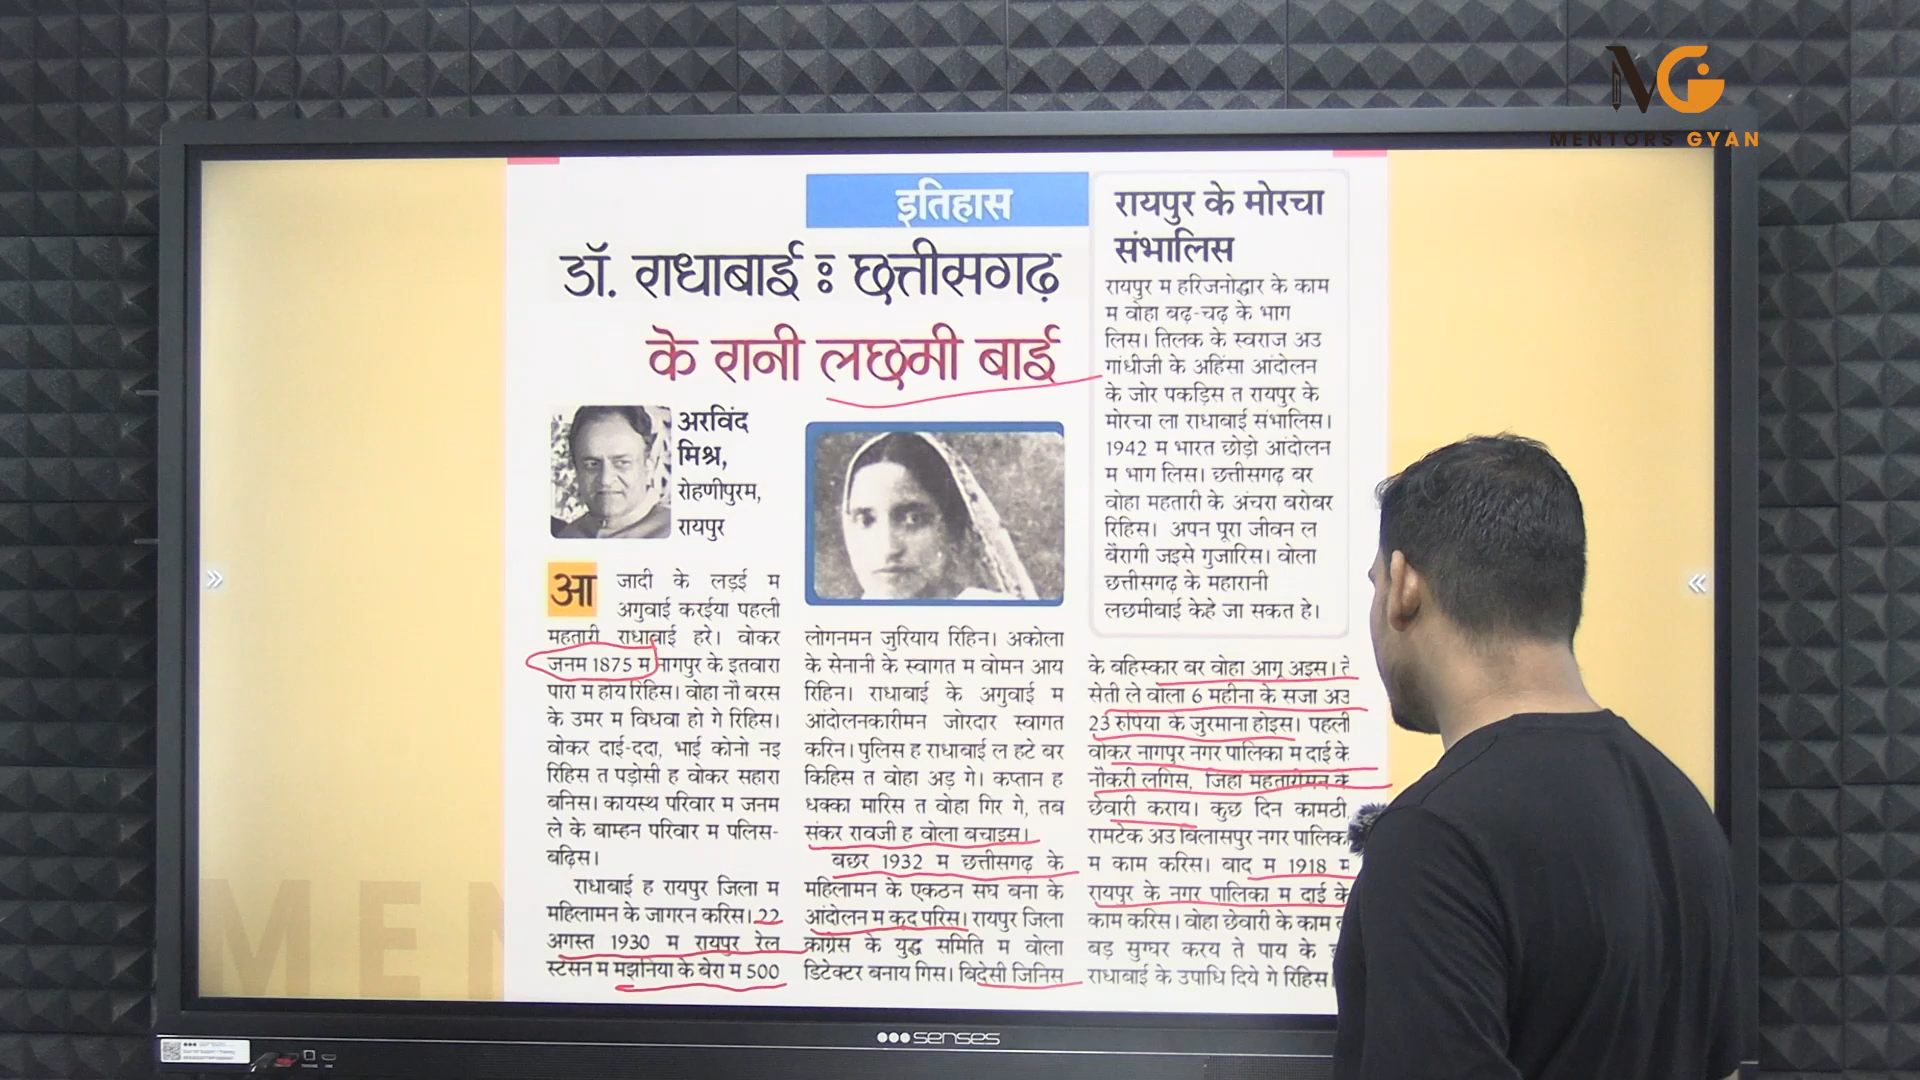 MG
MENTORS GYAN
इतिहास
डॉ. राधाबाई : छत्तीसगढ़
के रानी लछमी बाई
अरविंद
मिश्र,
रोहणीपुरम,
रायपुर
आजादी के लड़ई म
अगुवाई करईया पहली
महतारी राधाबाई हरे। वोकर
जनम 1875 म नागपुर के इतवारा
पारा म होय रिहिस। वोहा नौ बरस
के उमर म विधवा हो गे रिहिस।
वोकर दाई-ददा, भाई कोनो नइ
रिहिस त पड़ोसी ह वोकर सहारा
बनिस। कायस्थ परिवार म जनम
ले के बाम्हन परिवार म पलिस-
बढ़िस।
राधाबाई ह रायपुर जिला म
महिलामन के जागरन करिस। 22
अगस्त 1930 म रायपुर रेल
स्टेसन म मझनिया के बेरा म 500
लोगनमन जुरियाय रिहिन। अकोला
के सेनानी के स्वागत म वोमन आय
रिहिन। राधाबाई के अगुवाई म
आंदोलनकारीमन जोरदार स्वागत
करिन। पुलिस ह राधाबाई ल हटे बर
किहिस त वोहा अड़ गे। कप्तान ह
धक्का मारिस त वोहा गिर गे, तब
संकर रावजी ह वोला बचाइस।
बछर 1932 म छत्तीसगढ़ के
महिलामन के एकठन संघ बना के
आंदोलन म कूद परिस। रायपुर जिला
कांग्रेस के युद्ध समिति म वोला
डिटेक्टर बनाय गिस। बिदेसी जिनिस
के बहिस्कार बर वोहा आगू अइस। ते
सेती ले वोला 6 महीना के सजा अउ
23 रुपिया के जुरमाना होइस। पहली
वोकर नागपुर नगर पालिका म दाई के
नौकरी लगिस, जिहां महतारीमन के
छेवारी कराय। कुछ दिन कामठी,
रामटेक अउ बिलासपुर नगर पालिका
म काम करिस। बाद म 1918 म
रायपुर के नगर पालिका म दाई के
काम करिस। वोहा छेवारी के काम
बड़ सुग्घर करय ते पाय के
राधाबाई के उपाधि दिये गे रिहिस।
रायपुर के मोरचा
संभालिस
रायपुर म हरिजनोद्धार के काम
म वोहा बढ़-चढ़ के भाग
लिस। तिलक के स्वराज अउ
गांधीजी के अहिंसा आंदोलन
के जोर पकड़िस त रायपुर के
मोरचा ला राधाबाई संभालिस।
1942 म भारत छोड़ो आंदोलन
म भाग लिस। छत्तीसगढ़ बर
वोहा महतारी के अंचरा बरोबर
रिहिस। अपन पूरा जीवन ल
बैरागी जइसे गुजारिस। वोला
छत्तीसगढ़ के महारानी
लछमीबाई केहे जा सकत हे।
MEN
senses